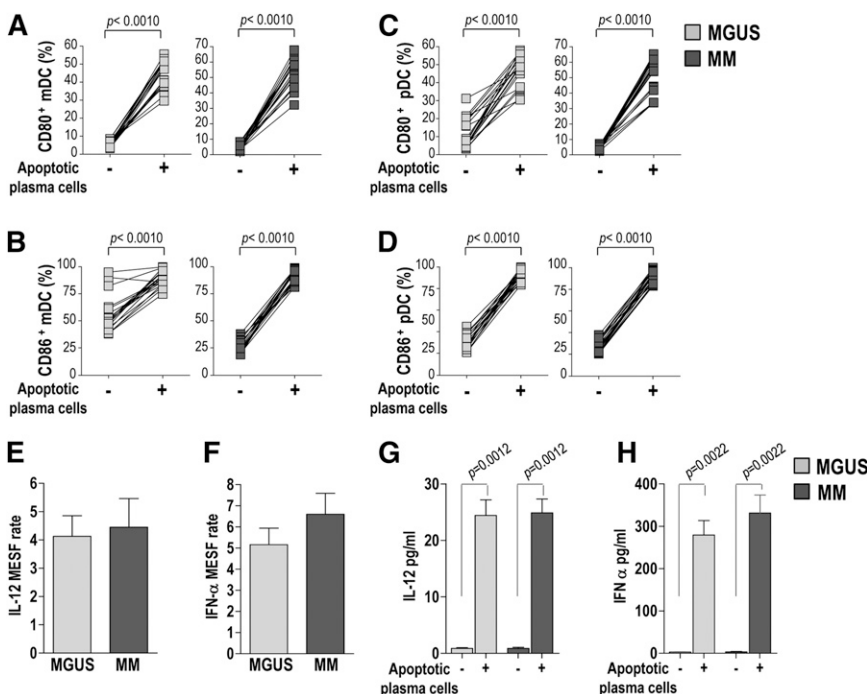 A
p< 0.0010
p< 0.0010
CD80+ mDC (%)
60
50
40
30
20
10
0
70
60
50
40
30
20
10
0
Apoptotic
plasma cells
- +
- +
C
p< 0.0010
p< 0.0010
CD80+ pDC (%)
60
50
40
30
20
10
0
70
60
50
40
30
20
10
0
Apoptotic
plasma cells
- +
- +
MGUS
MM
B
p< 0.0010
p< 0.0010
CD86+ mDC (%)
100
75
50
25
0
100
75
50
25
0
Apoptotic
plasma cells
- +
- +
D
p< 0.0010
p< 0.0010
CD86+ pDC (%)
100
75
50
25
0
100
75
50
25
0
Apoptotic
plasma cells
- +
- +
E
IL-12 MESF rate
6
5
4
3
2
1
0
MGUS MM
F
IFN-α MESF rate
8
7
6
5
4
3
2
1
0
MGUS MM
G
p=0.0012
p=0.0012
IL-12 pg/ml
30
20
10
0
Apoptotic
plasma cells
- + - +
H
p=0.0022
p=0.0022
IFN α pg/ml
400
300
200
100
0
Apoptotic
plasma cells
- + - +
MGUS
MM